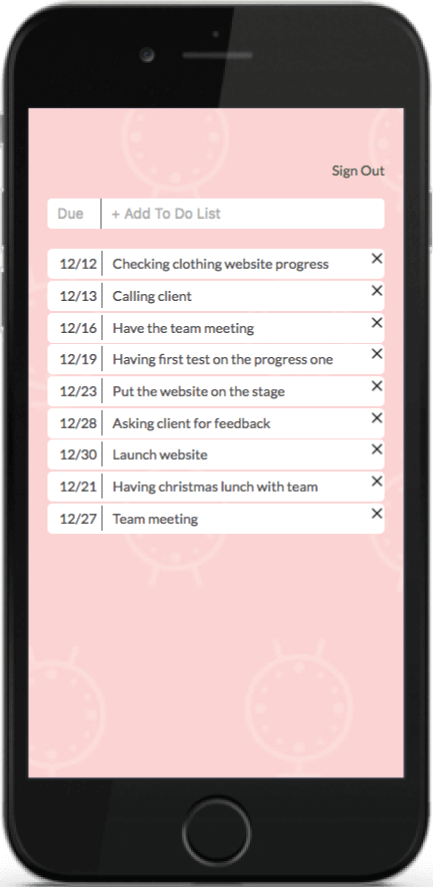 Sign Out
Due + Add To Do List
12/12 Checking clothing website progress
12/13 Calling client
12/16 Have the team meeting
12/19 Having first test on the progress one
12/23 Put the website on the stage
12/28 Asking client for feedback
12/30 Launch website
12/21 Having christmas lunch with team
12/27 Team meeting